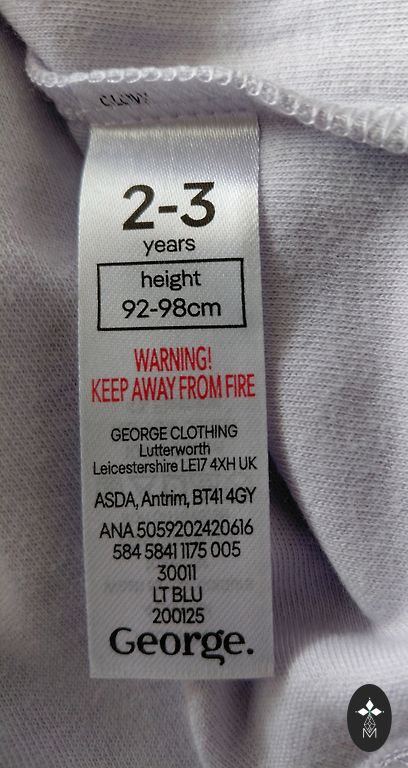 2-3
years
height
92-98cm
WARNING!
KEEP AWAY FROM FIRE
GEORGE CLOTHING
Lutterworth
Leicestershire LE17 4XH UK
ASDA, Antrim, BT41 4GY
ANA 5059202420616
584 5841 1175 005
30011
LT BLU
200125
George.
M